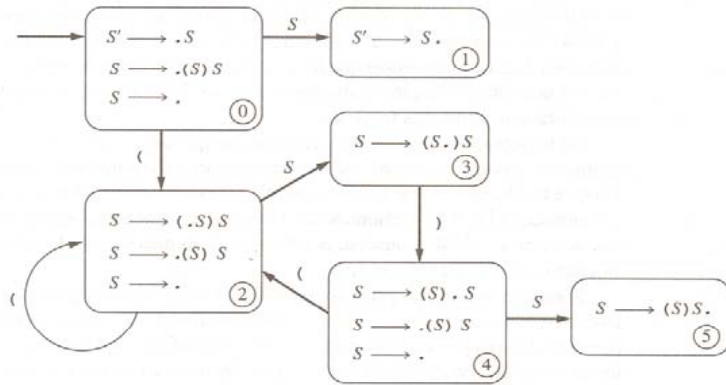 S' ⟶ .S
S ⟶ .(S)S
S ⟶ .
0
S
S' ⟶ S.
1
(
S
S ⟶ (S.)S
3
S ⟶ (.S)S
S ⟶ .(S)S
S ⟶ .
2
(
)
(
S ⟶ (S).S
S ⟶ .(S)S
S ⟶ .
4
S
S ⟶ (S)S.
5